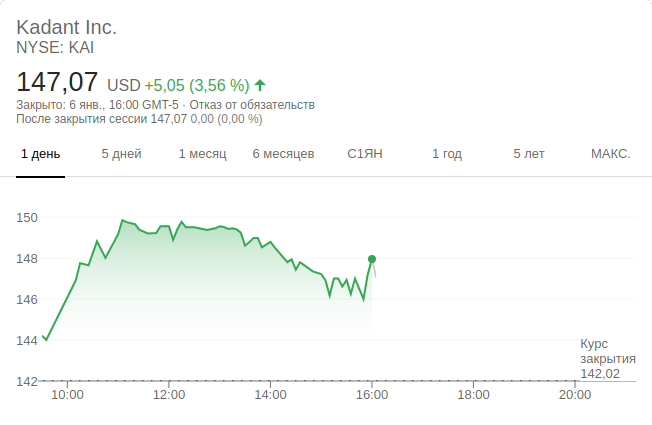 Kadant Inc.
NYSE: KAI
147,07 USD +5,05 (3,56 %)
Закрыто: 6 янв., 16:00 GMT-5 · Отказ от обязательств
После закрытия сессии 147,07 0,00 (0,00 %)
1 день 5 дней 1 месяц 6 месяцев С1ЯН 1 год 5 лет МАКС.
150
148
146
144
Курс
закрытия
142,02
142
10:00 12:00 14:00 16:00 18:00 20:00